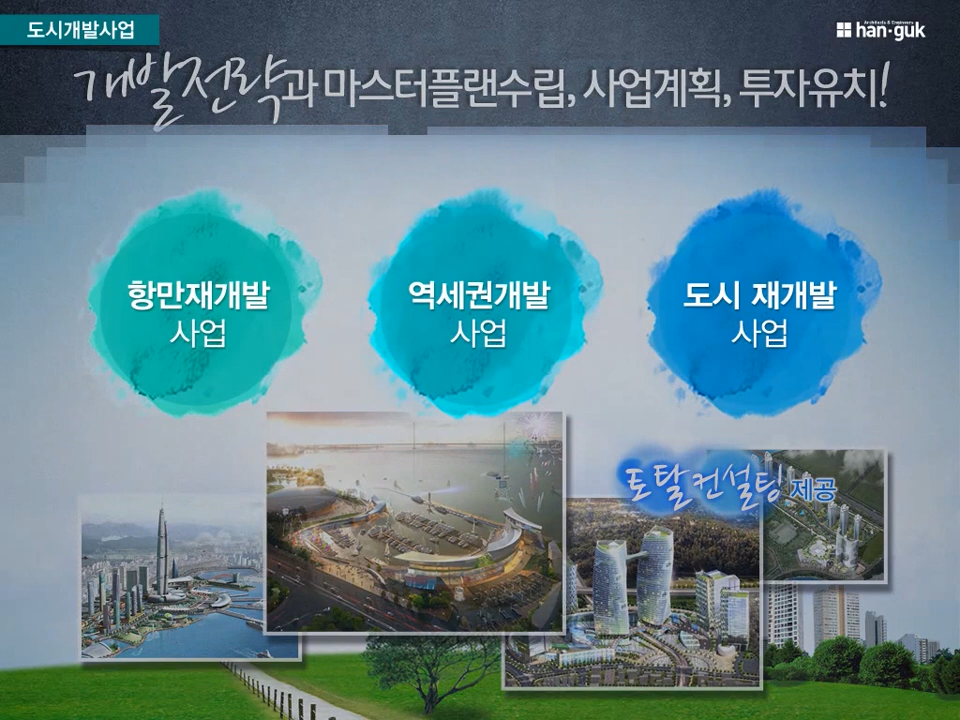 도시개발사업
Architects & Engineers
han·guk
개발전략과 마스터플랜수립, 사업계획, 투자유치!
항만재개발
사업
역세권개발
사업
도시 재개발
사업
토탈컨설팅 제공